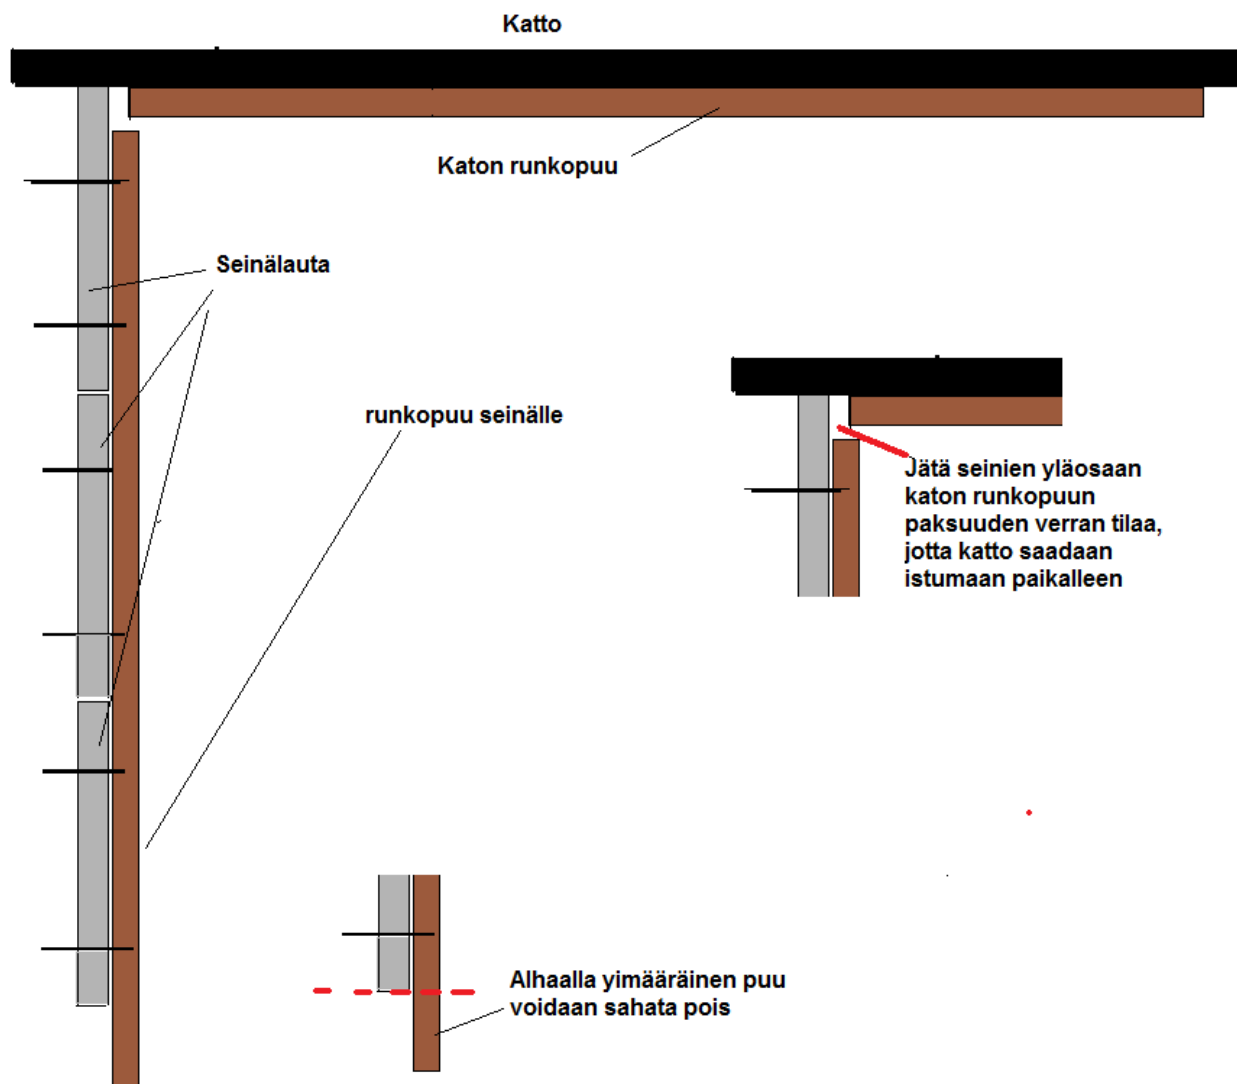 Katto
Katon runkopuu
Seinälauta
runkopuu seinälle
Jätä seinien yläosaan
katon runkopuun
paksuuden verran tilaa,
jotta katto saadaan
istumaan paikalleen
Alhaalla yimääräinen puu
voidaan sahata pois